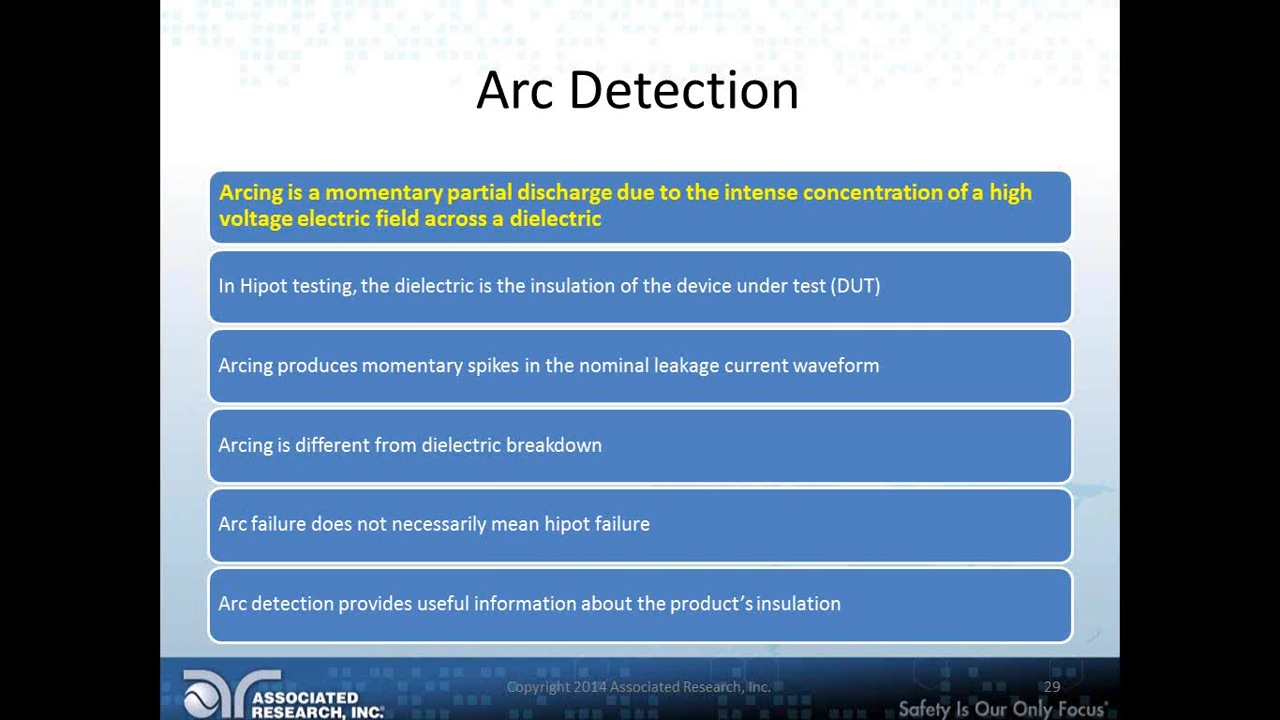 Arc Detection
Arcing is a momentary partial discharge due to the intense concentration of a high
voltage electric field across a dielectric
In Hipot testing, the dielectric is the insulation of the device under test (DUT)
Arcing produces momentary spikes in the nominal leakage current waveform
Arcing is different from dielectric breakdown
Arc failure does not necessarily mean hipot failure
Arc detection provides useful information about the product’s insulation
ASSOCIATED
RESEARCH, INC.
Copyright 2014 Associated Research, Inc.
29
Safety Is Our Only Focus®